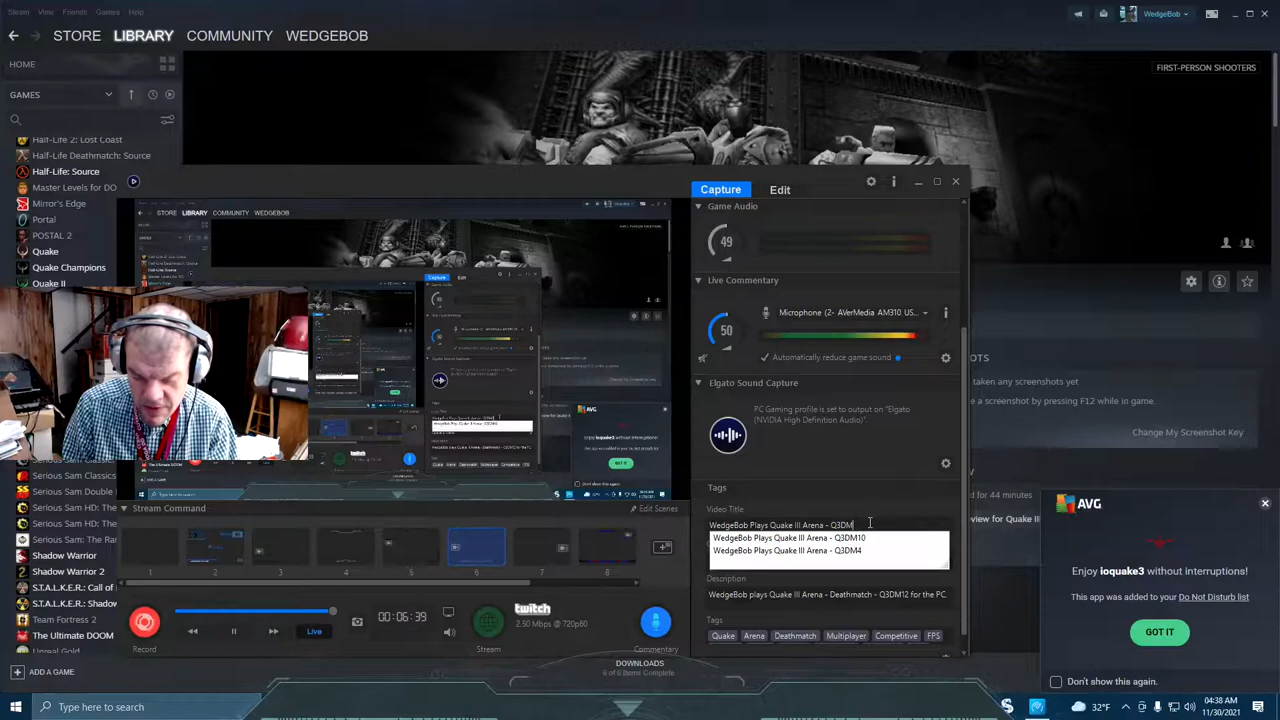 Steam View Friends Games Help
WedgeBob
STORE LIBRARY COMMUNITY WEDGEBOB
HOME
FIRST-PERSON SHOOTERS
GAMES
Half-Life 2: Lost Coast
Half-Life Deathmatch: Source
Half-Life: Source
Master Levels for DO
Mirror's Edge
Portal
POSTAL 2
Quake
Quake Champions
Quake II
Serious Sam Classics
Serious Sam Double
Serious Sam HD: The
Serious Sam HD: The
Serious Sam: The Ran
Shadow Warrior
Shadow Warrior 2
S.T.A.L.K.E.R.: Shadow
Team Fortress 2
The Ultimate DOOM
Unreal Gold
ADD A GAME
STORE LIBRARY COMMUNITY WEDGEBOB
Capture Edit
Game Audio
49
Live Commentary
Microphone (2- AVerMedia AM310 US...
50
Automatically reduce game sound
Elgato Sound Capture
PC Gaming profile is set to output on "Elgato
(NVIDIA High Definition Audio)".
Tags
Video Title
WedgeBob Plays Quake III Arena - Q3DM
WedgeBob Plays Quake III Arena - Q3DM10
WedgeBob Plays Quake III Arena - Q3DM4
Description
WedgeBob plays Quake III Arena - Deathmatch - Q3DM12 for the PC.
Tags
Quake Arena Deathmatch Multiplayer Competitive FPS
Stream Command
Edit Scenes
1 2 3 4 5 6 7 8
00:06:39
Live
twitch
2.50 Mbps @ 720p60
Record
Stream
Commentary
DOWNLOADS
6 of 6 Items Complete
OTS
taken any screenshots yet
e a screenshot by pressing F12 while in game.
Change My Screenshot Key
ed for 44 minutes
view for Quake III
AVG
Enjoy ioquake3 without interruptions!
This app was added to your Do Not Disturb list
GOT IT
Don't show this again.
Type here to search
32°F
04:38 AM
11/30/2021